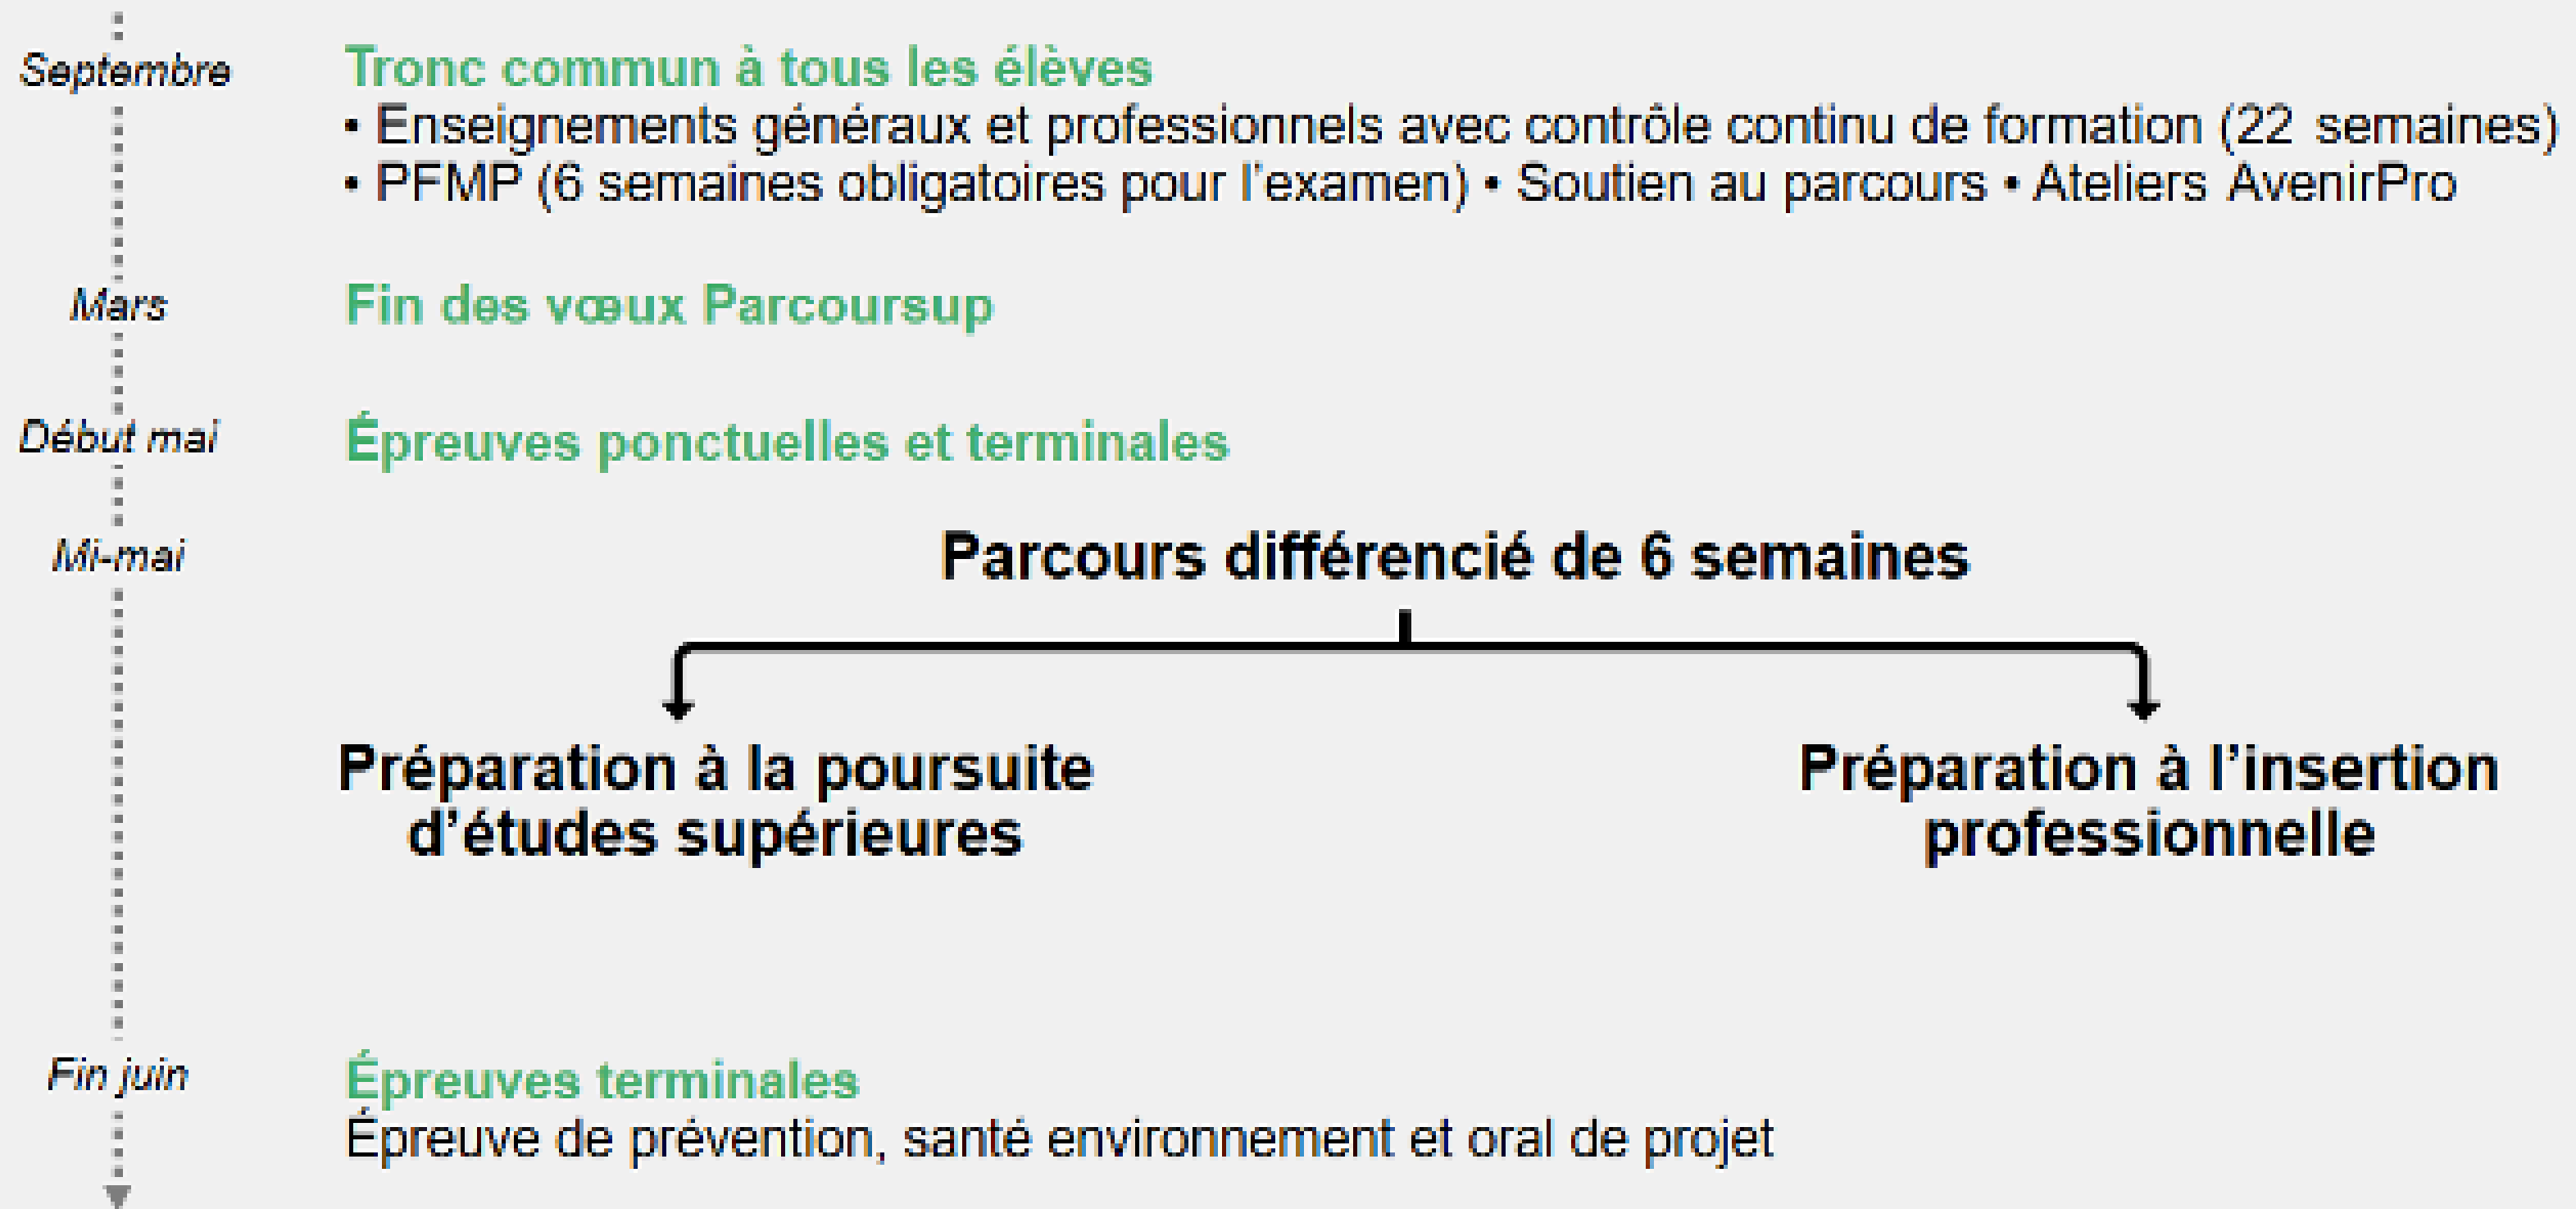 Septembre
Tronc commun à tous les élèves
• Enseignements généraux et professionnels avec contrôle continu de formation (22 semaines)
• PFMP (6 semaines obligatoires pour l'examen) • Soutien au parcours • Ateliers AvenirPro
Mars
Fin des vœux Parcoursup
Début mai
Épreuves ponctuelles et terminales
Mi-mai
Parcours différencié de 6 semaines
Préparation à la poursuite
d’études supérieures
Préparation à l’insertion
professionnelle
Fin juin
Épreuves terminales
Épreuve de prévention, santé environnement et oral de projet